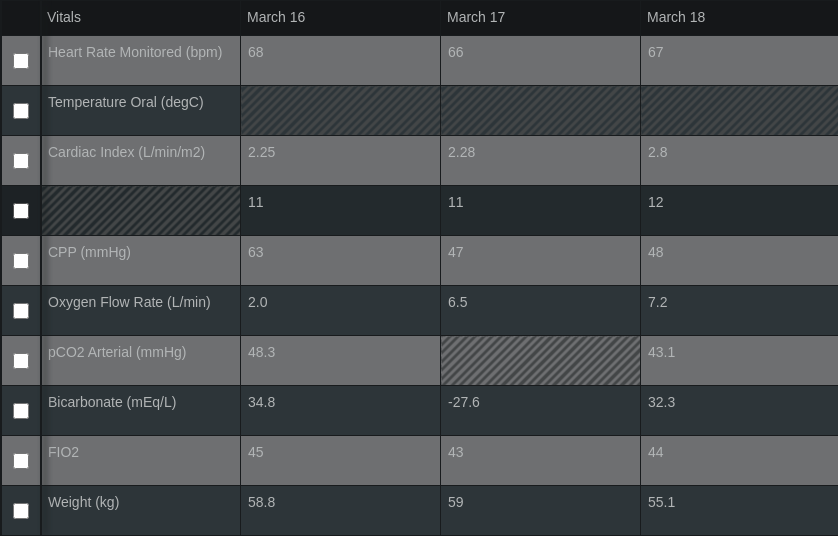 Vitals March 16 March 17 March 18
Heart Rate Monitored (bpm) 68 66 67
Temperature Oral (degC)
Cardiac Index (L/min/m2) 2.25 2.28 2.8
11 11 12
CPP (mmHg) 63 47 48
Oxygen Flow Rate (L/min) 2.0 6.5 7.2
pCO2 Arterial (mmHg) 48.3 43.1
Bicarbonate (mEq/L) 34.8 -27.6 32.3
FIO2 45 43 44
Weight (kg) 58.8 59 55.1